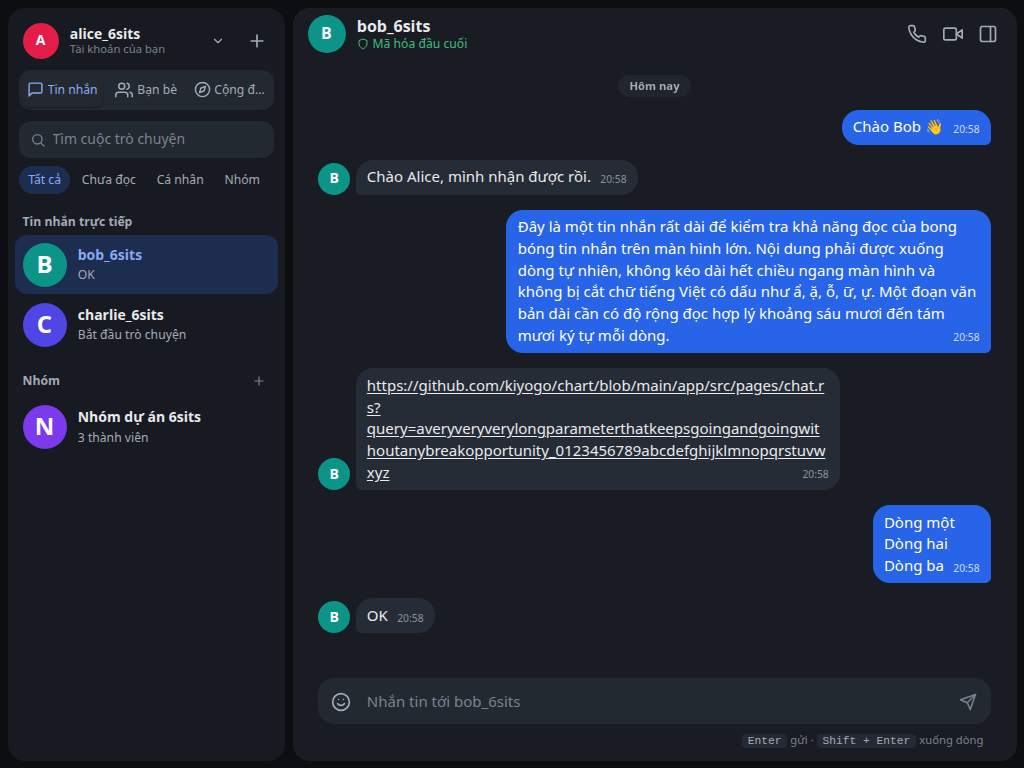 A
alice_6sits
Tài khoản của bạn
Tin nhắn
Bạn bè
Cộng đ...
Tìm cuộc trò chuyện
Tất cả
Chưa đọc
Cá nhân
Nhóm
Tin nhắn trực tiếp
B
bob_6sits
OK
C
charlie_6sits
Bắt đầu trò chuyện
Nhóm
N
Nhóm dự án 6sits
3 thành viên
B
bob_6sits
Mã hóa đầu cuối
Hôm nay
Chào Bob 👋 20:58
B
Chào Alice, mình nhận được rồi. 20:58
Đây là một tin nhắn rất dài để kiểm tra khả năng đọc của bong
bóng tin nhắn trên màn hình lớn. Nội dung phải được xuống
dòng tự nhiên, không kéo dài hết chiều ngang màn hình và
không bị cắt chữ tiếng Việt có dấu như ẩ, ặ, ỗ, ữ, ự. Một đoạn văn
bản dài cần có độ rộng đọc hợp lý khoảng sáu mươi đến tám
mươi ký tự mỗi dòng. 20:58
https://github.com/kiyogo/chart/blob/main/app/src/pages/chat.r
s?
query=averyveryverylongparameterthatkeepsgoingandgoingwit
houtanybreakopportunity_0123456789abcdefghijklmnopqrstuvw
xyz 20:58
B
Dòng một
Dòng hai
Dòng ba 20:58
B
OK 20:58
Nhắn tin tới bob_6sits
Enter gửi · Shift + Enter xuống dòng